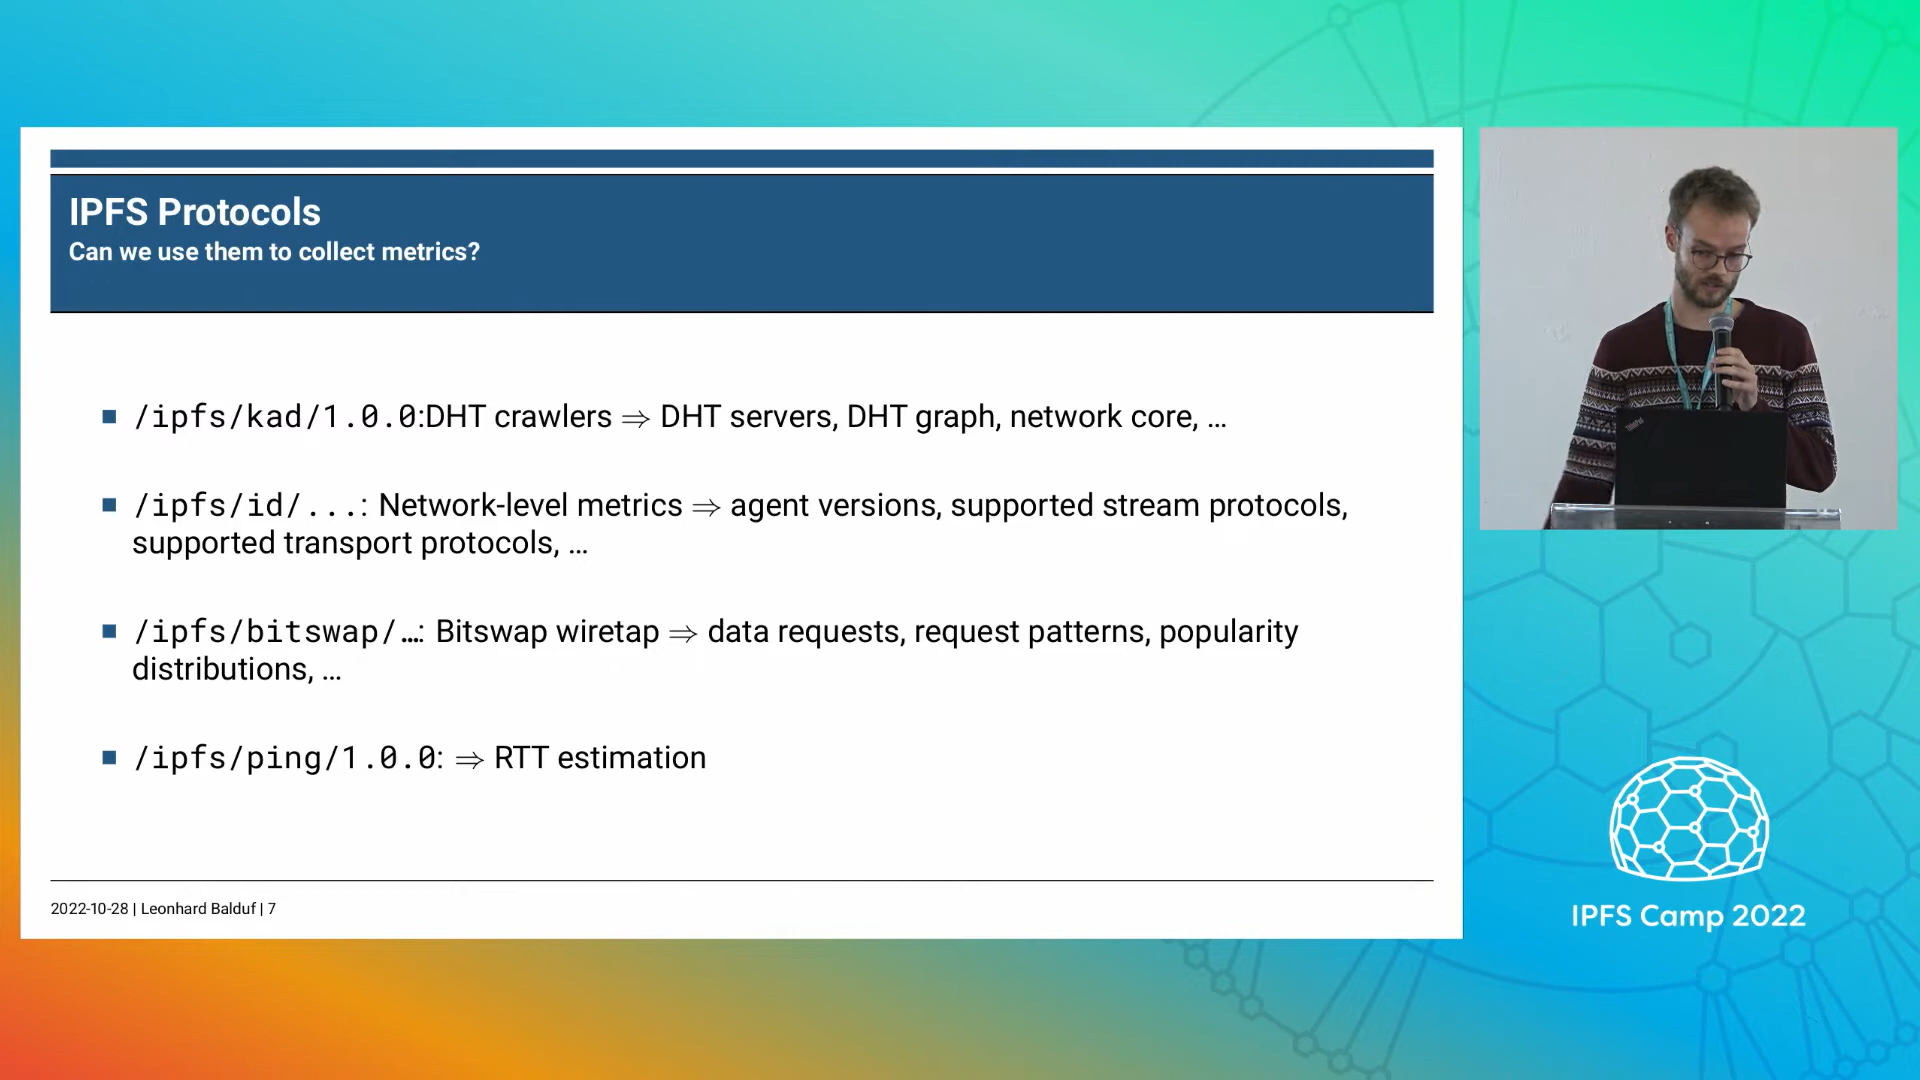 IPFS Protocols
Can we use them to collect metrics?
/ipfs/kad/1.0.0:DHT crawlers ⇒ DHT servers, DHT graph, network core, …
/ipfs/id/...: Network-level metrics ⇒ agent versions, supported stream protocols,
supported transport protocols, …
/ipfs/bitswap/…: Bitswap wiretap ⇒ data requests, request patterns, popularity
distributions, …
/ipfs/ping/1.0.0: ⇒ RTT estimation
2022-10-28 | Leonhard Balduf | 7
ThinkPad
IPFS Camp 2022